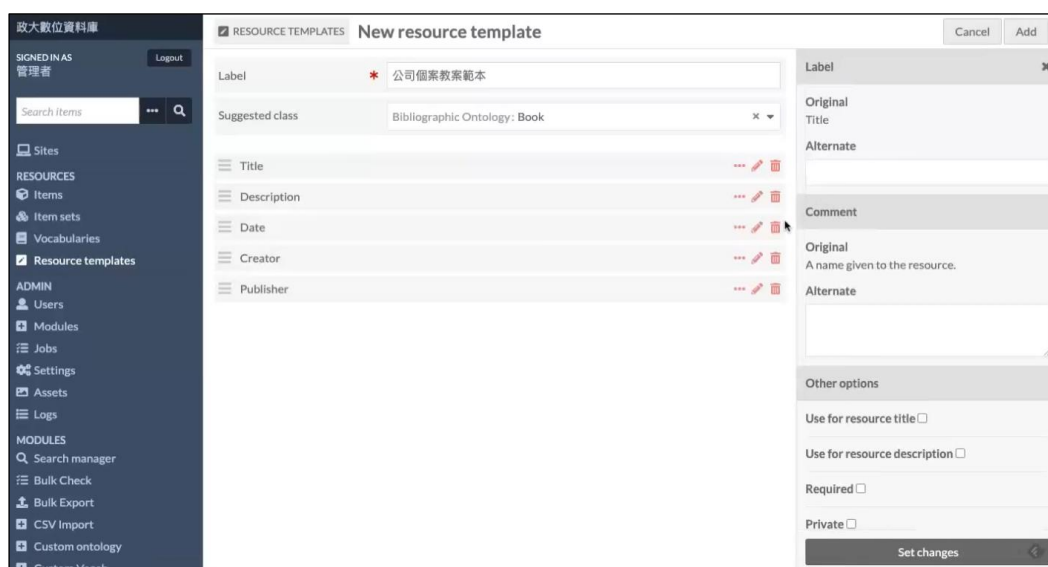 政大數位資料庫
SIGNED IN AS
管理者
Logout
Search items
Sites
RESOURCES
Items
Item sets
Vocabularies
Resource templates
ADMIN
Users
Modules
Jobs
Settings
Assets
Logs
MODULES
Search manager
Bulk Check
Bulk Export
CSV Import
Custom ontology
RESOURCE TEMPLATES New resource template
Cancel
Add
Label
公司個案教案範本
Suggested class
Bibliographic Ontology: Book
Title
Description
Date
Creator
Publisher
Label
Original
Title
Alternate
Comment
Original
A name given to the resource.
Alternate
Other options
Use for resource title
Use for resource description
Required
Private
Set changes